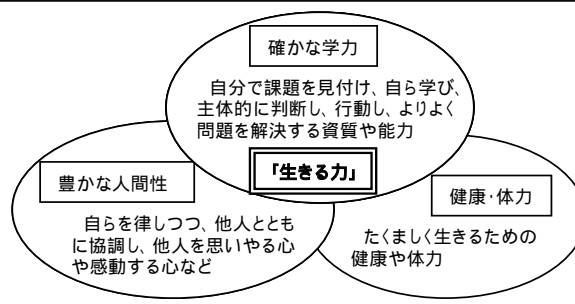 確かな学力
自分で課題を見付け、自ら学び、
主体的に判断し、行動し、よりよく
問題を解決する資質や能力
「生きる力」
豊かな人間性
自らを律しつつ、他人ととも
に協調し、他人を思いやる心
や感動する心など
健康・体力
たくましく生きるための
健康や体力